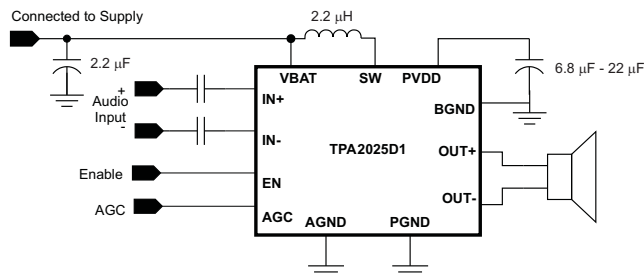 Connected to Supply
2.2 μH
2.2 μF
6.8 μF - 22 μF
VBAT
SW
PVDD
+
Audio
Input
-
IN+
IN-
BGND
TPA2025D1
OUT+
OUT-
Enable
EN
AGC
AGC
AGND
PGND